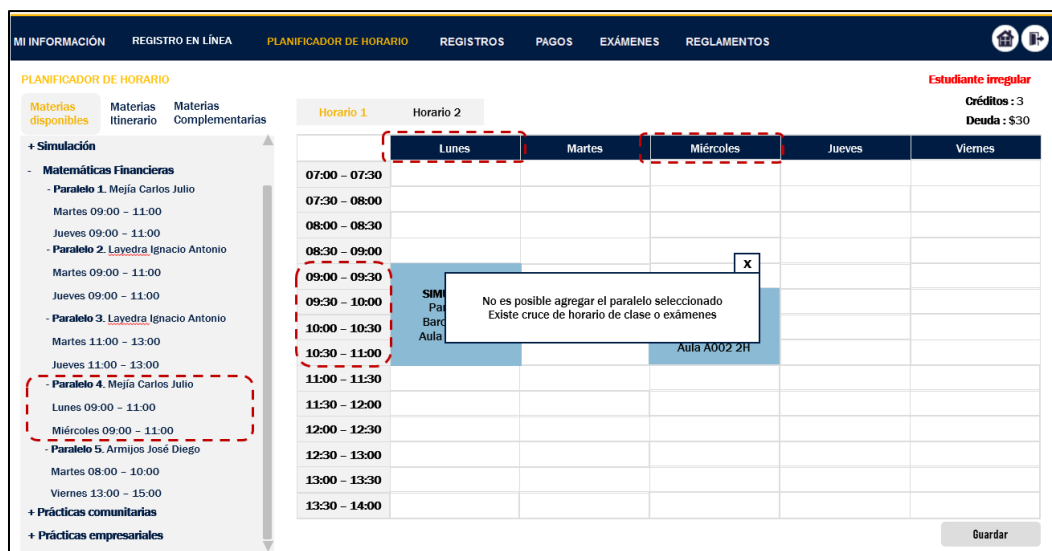 MI INFORMACIÓN REGISTRO EN LÍNEA PLANIFICADOR DE HORARIO REGISTROS PAGOS EXÁMENES REGLAMENTOS
PLANIFICADOR DE HORARIO
Estudiante irregular
Créditos : 3
Deuda : $30
Materias disponibles
Materias Itinerario
Materias Complementarias
Horario 1
Horario 2
+ Simulación
- Matemáticas Financieras
- Paralelo 1. Mejía Carlos Julio
Martes 09:00 – 11:00
Jueves 09:00 – 11:00
- Paralelo 2. Layedra Ignacio Antonio
Martes 09:00 – 11:00
Jueves 09:00 – 11:00
- Paralelo 3. Layedra Ignacio Antonio
Martes 11:00 – 13:00
Jueves 11:00 – 13:00
- Paralelo 4. Mejía Carlos Julio
Lunes 09:00 – 11:00
Miércoles 09:00 – 11:00
- Paralelo 5. Armijos José Diego
Martes 08:00 – 10:00
Viernes 13:00 – 15:00
+ Prácticas comunitarias
+ Prácticas empresariales
Lunes Martes Miércoles Jueves Viernes
07:00 – 07:30
07:30 – 08:00
08:00 – 08:30
08:30 – 09:00
09:00 – 09:30
09:30 – 10:00
10:00 – 10:30
10:30 – 11:00
11:00 – 11:30
11:30 – 12:00
12:00 – 12:30
12:30 – 13:00
13:00 – 13:30
13:30 – 14:00
X
No es posible agregar el paralelo seleccionado
Existe cruce de horario de clase o exámenes
Aula
Aula A002 2H
Guardar